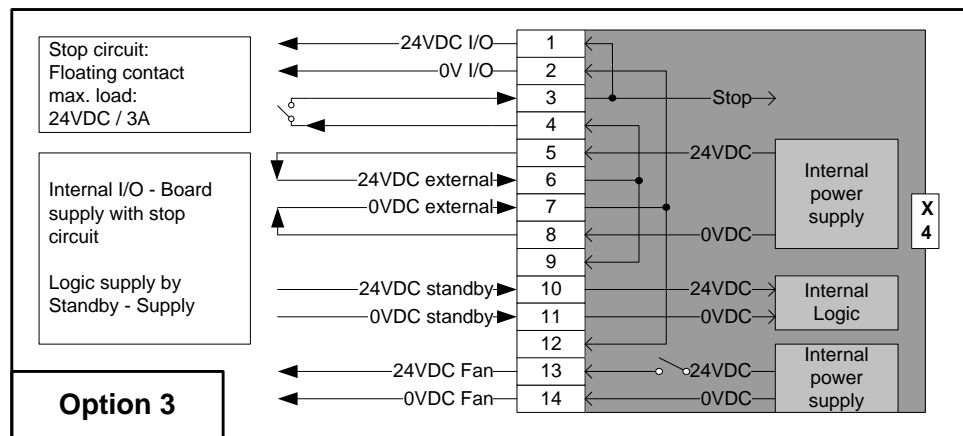 Stop circuit:
Floating contact
max. load:
24VDC / 3A
Internal I/O - Board
supply with stop
circuit
Logic supply by
Standby - Supply
Option 3
24VDC I/O
1
0V I/O
2
3
Stop
4
5
24VDC
24VDC external
6
0VDC external
7
8
0VDC
9
Internal
power
supply
X
4
24VDC standby
10
24VDC
0VDC standby
11
0VDC
Internal
Logic
12
24VDC Fan
13
24VDC
0VDC Fan
14
0VDC
Internal
power
supply